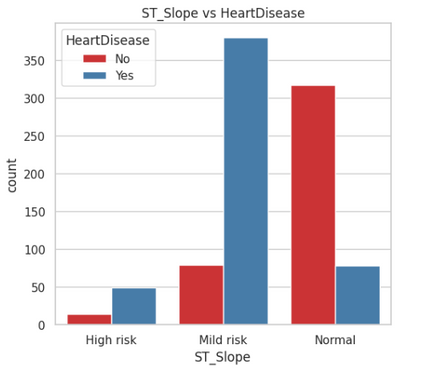 ST_Slope vs HeartDisease
HeartDisease
No
Yes
350
300
250
200
150
100
50
0
count
High risk
Mild risk
Normal
ST_Slope